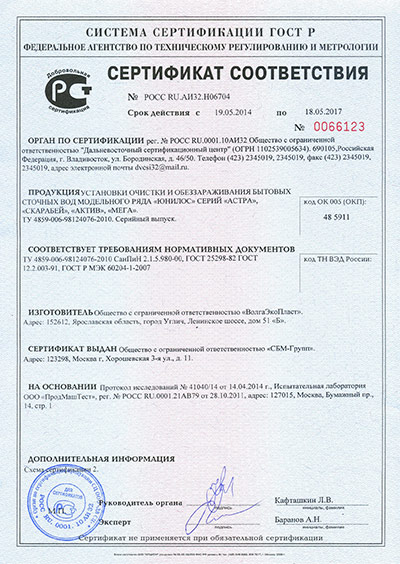 СИСТЕМА СЕРТИФИКАЦИИ ГОСТ Р
ФЕДЕРАЛЬНОЕ АГЕНТСТВО ПО ТЕХНИЧЕСКОМУ РЕГУЛИРОВАНИЮ И МЕТРОЛОГИИ
Добровольная
сертификация
СЕРТИФИКАТ СООТВЕТСТВИЯ
№ РОСС RU.АИ32.Н06704
Срок действия с 19.05.2014 по 18.05.2017
№ 0066123
ОРГАН ПО СЕРТИФИКАЦИИ рег. № РОСС RU.0001.10АИ32 Общество с ограниченной
ответственностью "Дальневосточный сертификационный центр" (ОГРН 1102539005634). 690105,Российская
Федерация, г. Владивосток, ул. Бородинская, д. 46/50. Телефон (423) 2345019, 2345019, факс (423) 2345019,
2345019, адрес электронной почты dvcsi32@mail.ru.
ПРОДУКЦИЯ УСТАНОВКИ ОЧИСТКИ И ОБЕЗЗАРАЖИВАНИЯ БЫТОВЫХ
СТОЧНЫХ ВОД МОДЕЛЬНОГО РЯДА «ЮНИЛОС» СЕРИЙ «АСТРА»,
«СКАРАБЕЙ», «АКТИВ», «МЕГА».
ТУ 4859-006-98124076-2010. Серийный выпуск.
код ОК 005 (ОКП):
48 5911
СООТВЕТСТВУЕТ ТРЕБОВАНИЯМ НОРМАТИВНЫХ ДОКУМЕНТОВ
ТУ 4859-006-98124076-2010 СанПиН 2.1.5.980-00, ГОСТ 25298-82 ГОСТ
12.2.003-91, ГОСТ Р МЭК 60204-1-2007
код ТН ВЭД России:
ИЗГОТОВИТЕЛЬ Общество с ограниченной ответственностью «ВолгаЭкоПласт».
Адрес: 152612, Ярославская область, город Углич, Ленинское шоссе, дом 51 «Б».
СЕРТИФИКАТ ВЫДАН Общество с ограниченной ответственностью «СБМ-Групп».
Адрес: 123298, Москва г, Хорошевская 3-я ул., д. 11.
НА ОСНОВАНИИ Протокол исследований № 41040/14 от 14.04.2014 г., Испытательная лаборатория
ООО «ПродМашТест», рег. № РОСС RU.0001.21АВ79 от 28.10.2011, адрес: 127015, Москва, Бумажный пр.,
14, стр. 1
ДОПОЛНИТЕЛЬНАЯ ИНФОРМАЦИЯ
Схема сертификации 2.
Руководитель органа
подпись
Кафташкин Л.В.
инициалы, фамилия
М.П.
Эксперт
подпись
Баранов А.Н.
инициалы, фамилия
ДЛЯ
СЕРТИФИКАТОВ
РОСС RU. 0001. 10АИ32
Сертификат не применяется при обязательной сертификации